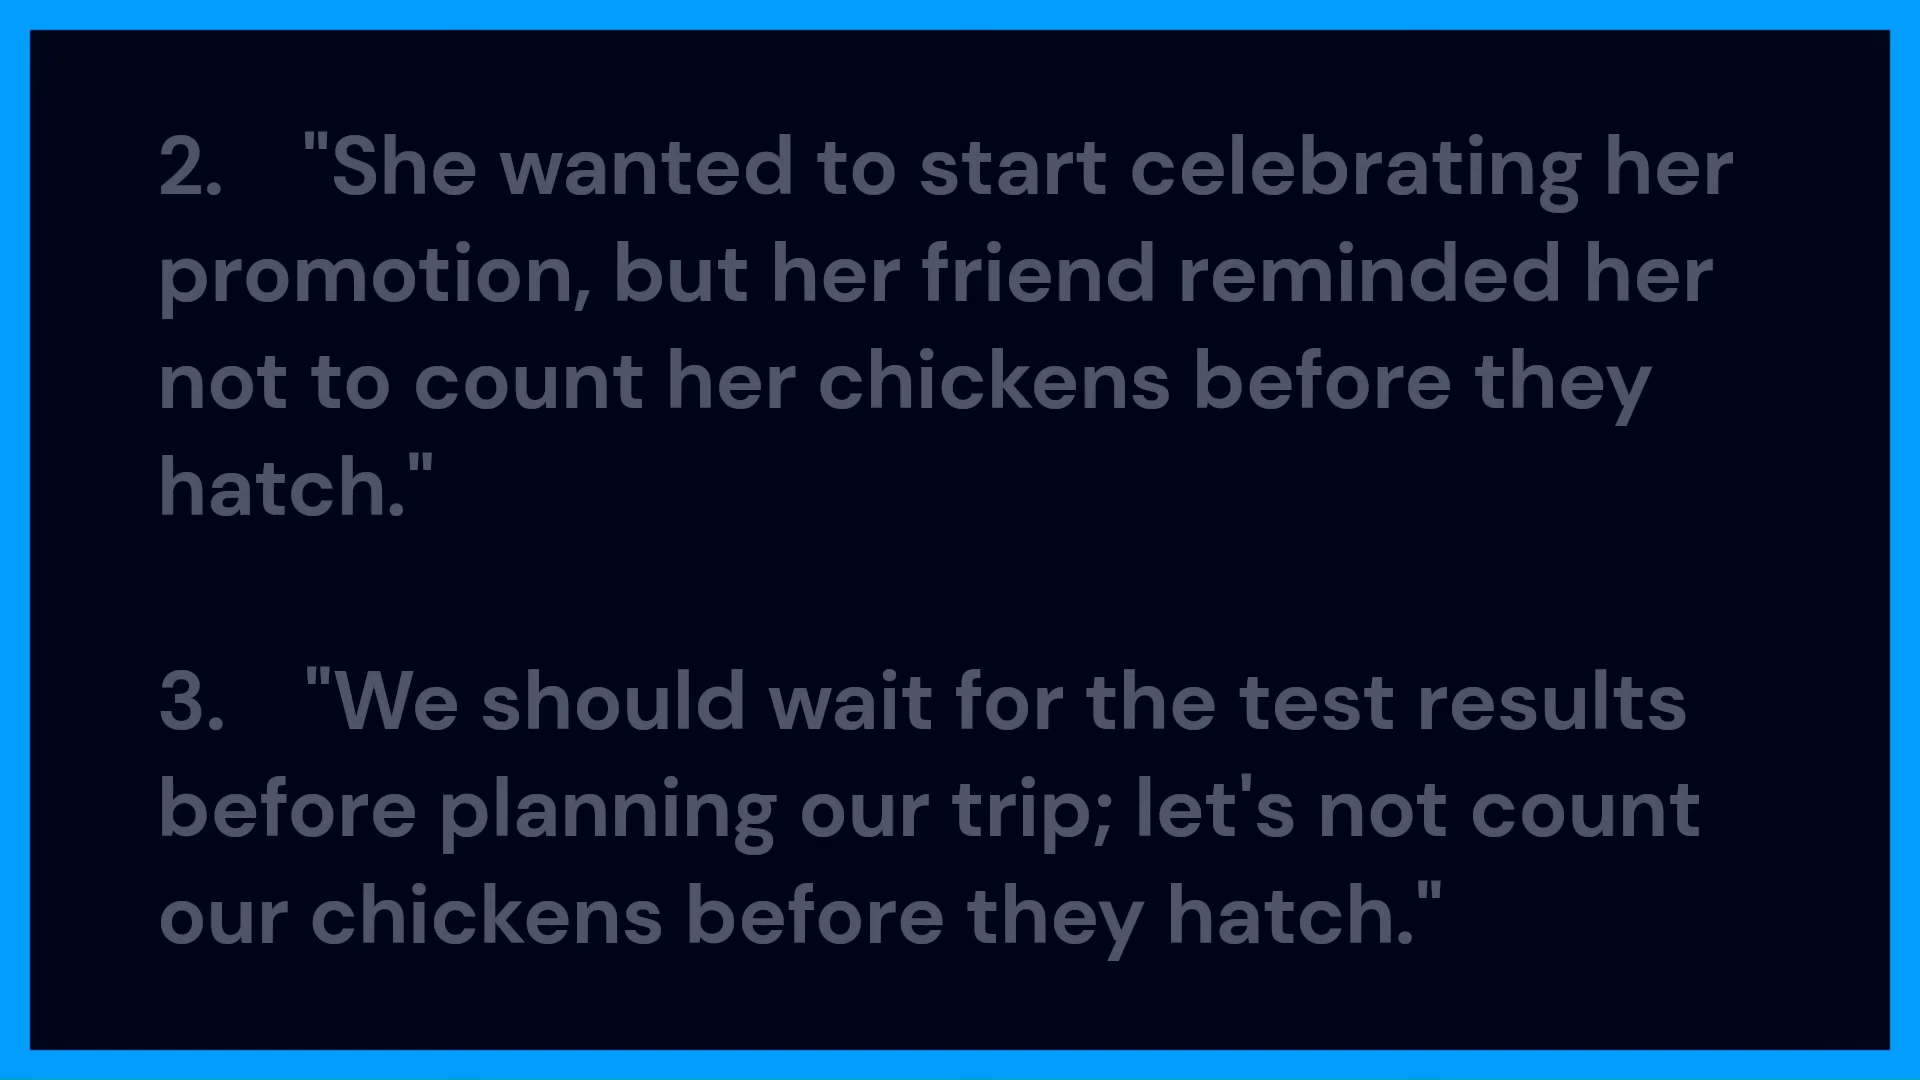 2. "She wanted to start celebrating her
promotion, but her friend reminded her
not to count her chickens before they
hatch."
3. "We should wait for the test results
before planning our trip; let's not count
our chickens before they hatch."